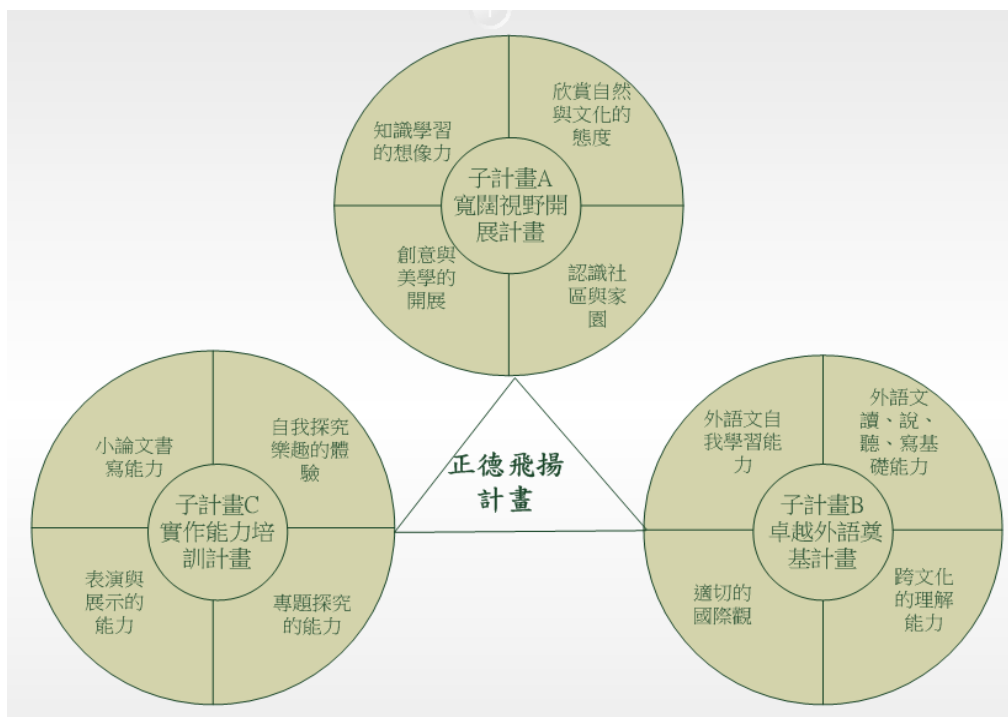 知識學習
的想像力
欣賞自然
與文化的
態度
子計畫A
寬闊視野開
展計畫
創意與
美學的
開展
認識社
區與家
園
正德飛揚
計畫
小論文書
寫能力
自我探究
樂趣的體
驗
子計畫C
實作能力培
訓計畫
表演與
展示的
能力
專題探究
的能力
外語文自
我學習能
力
外語文
讀、說、
聽、寫基
礎能力
子計畫B
卓越外語奠
基計畫
適切的
國際觀
跨文化
的理解
能力